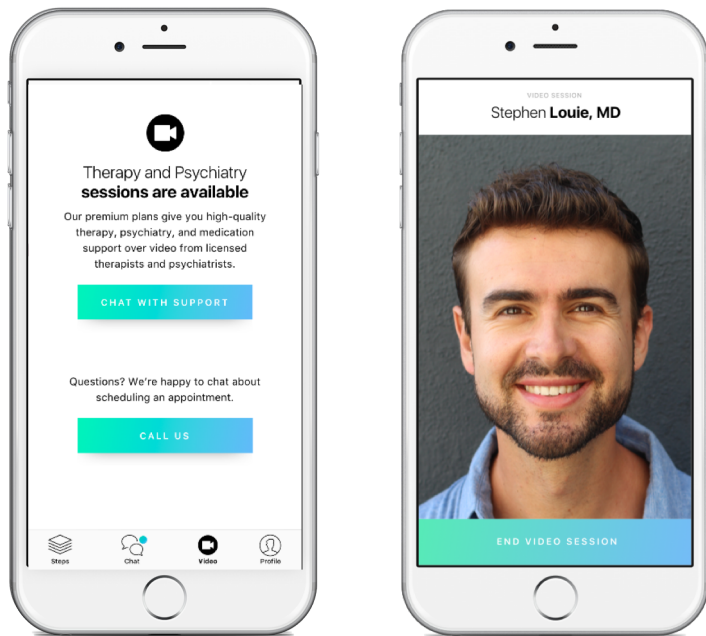 Therapy and Psychiatry
sessions are available
Our premium plans give you high-quality
therapy, psychiatry, and medication
support over video from licensed
therapists and psychiatrists.
CHAT WITH SUPPORT
Questions? We're happy to chat about
scheduling an appointment.
CALL US
Steps
Chat
Video
Profile
VIDEO SESSION
Stephen Louie, MD
END VIDEO SESSION